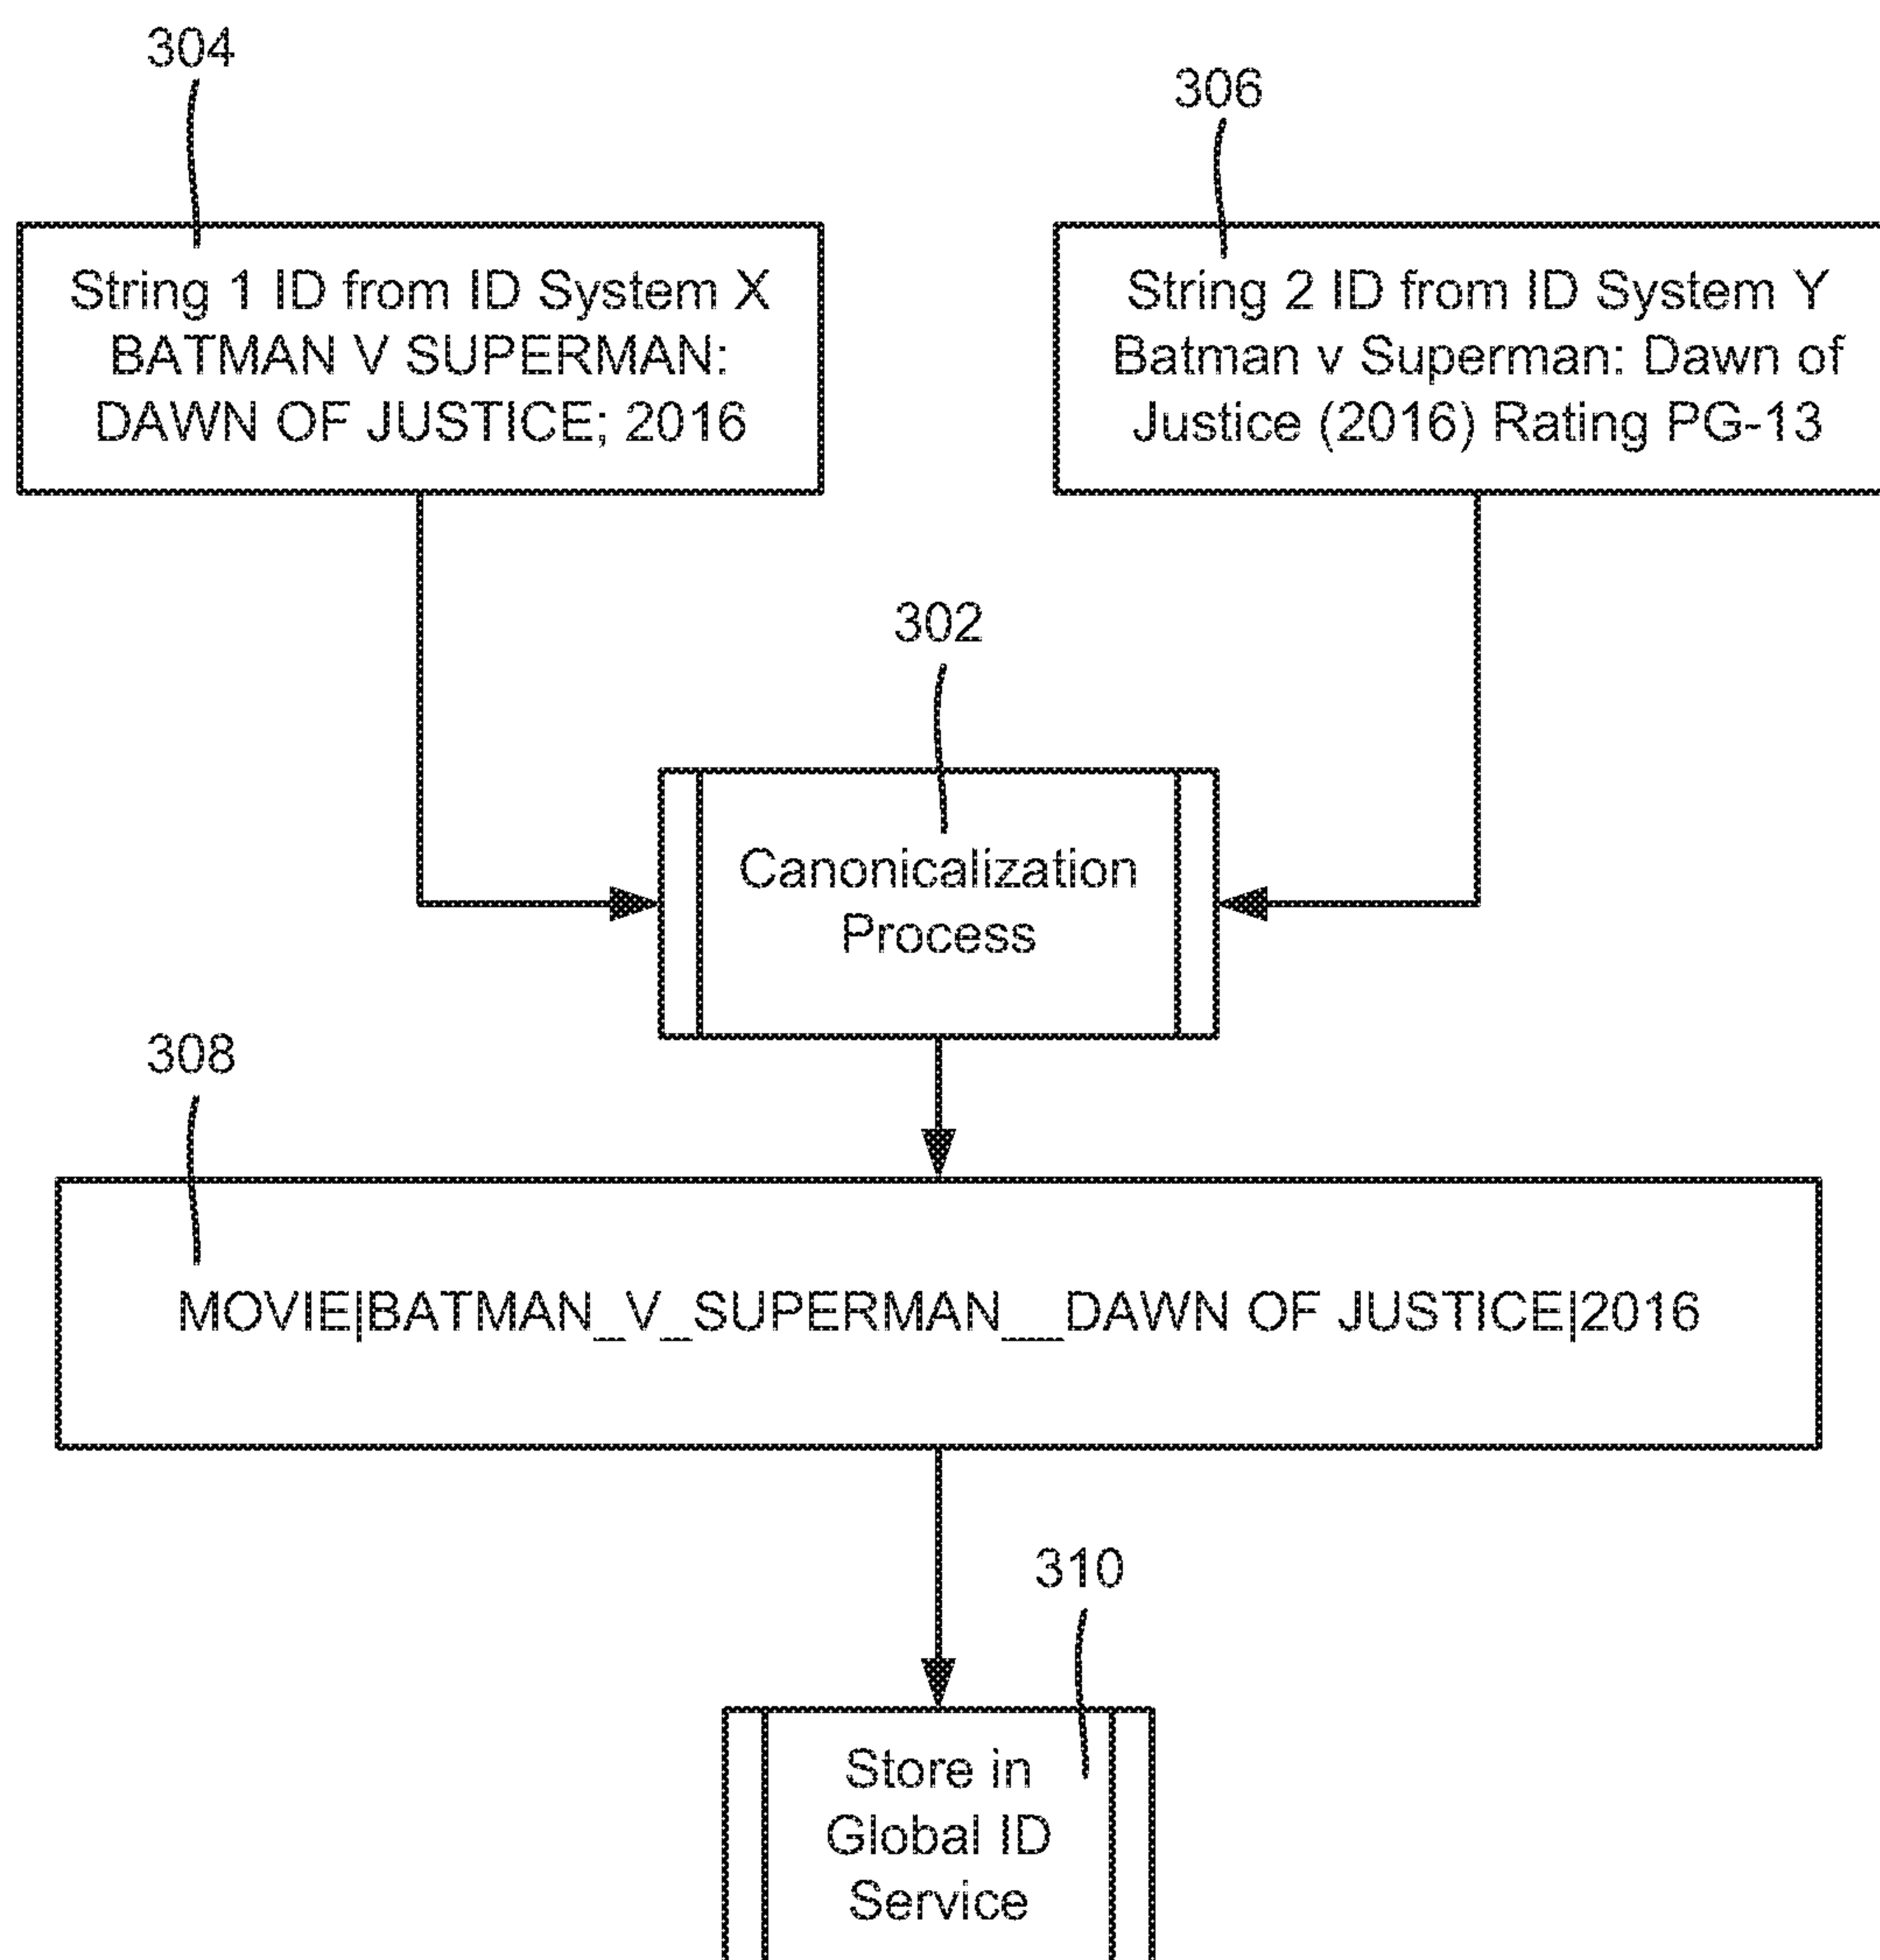 304
306
String 1 ID from ID System X
BATMAN V SUPERMAN:
DAWN OF JUSTICE; 2016
String 2 ID from ID System Y
Batman v Superman: Dawn of
Justice (2016) Rating PG-13
302
Canonicalization
Process
308
MOVIE|BATMAN_V_SUPERMAN__DAWN OF JUSTICE|2016
310
Store in
Global ID
Service